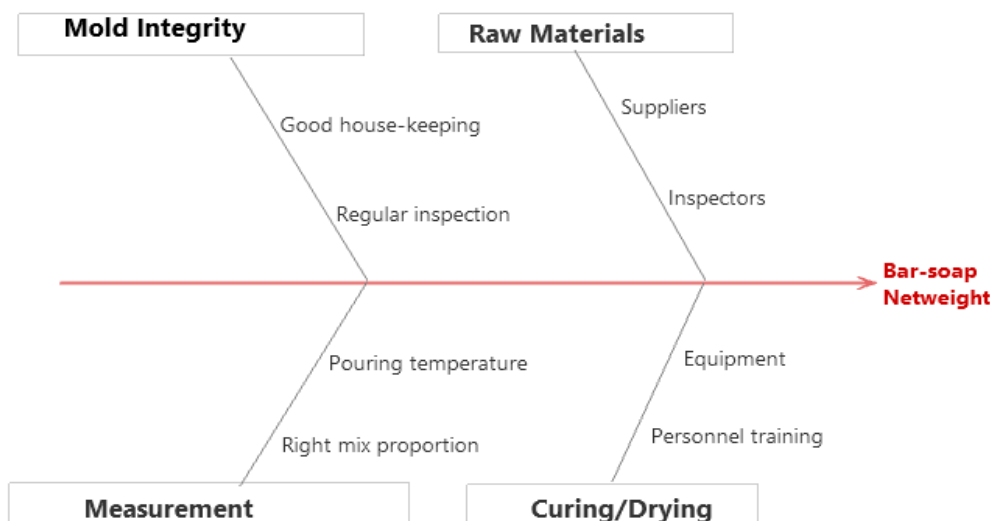 Mold Integrity
Raw Materials
Suppliers
Good house-keeping
Inspectors
Regular inspection
Bar-soap
Netweight
Pouring temperature
Equipment
Personnel training
Right mix proportion
Measurement
Curing/Drying